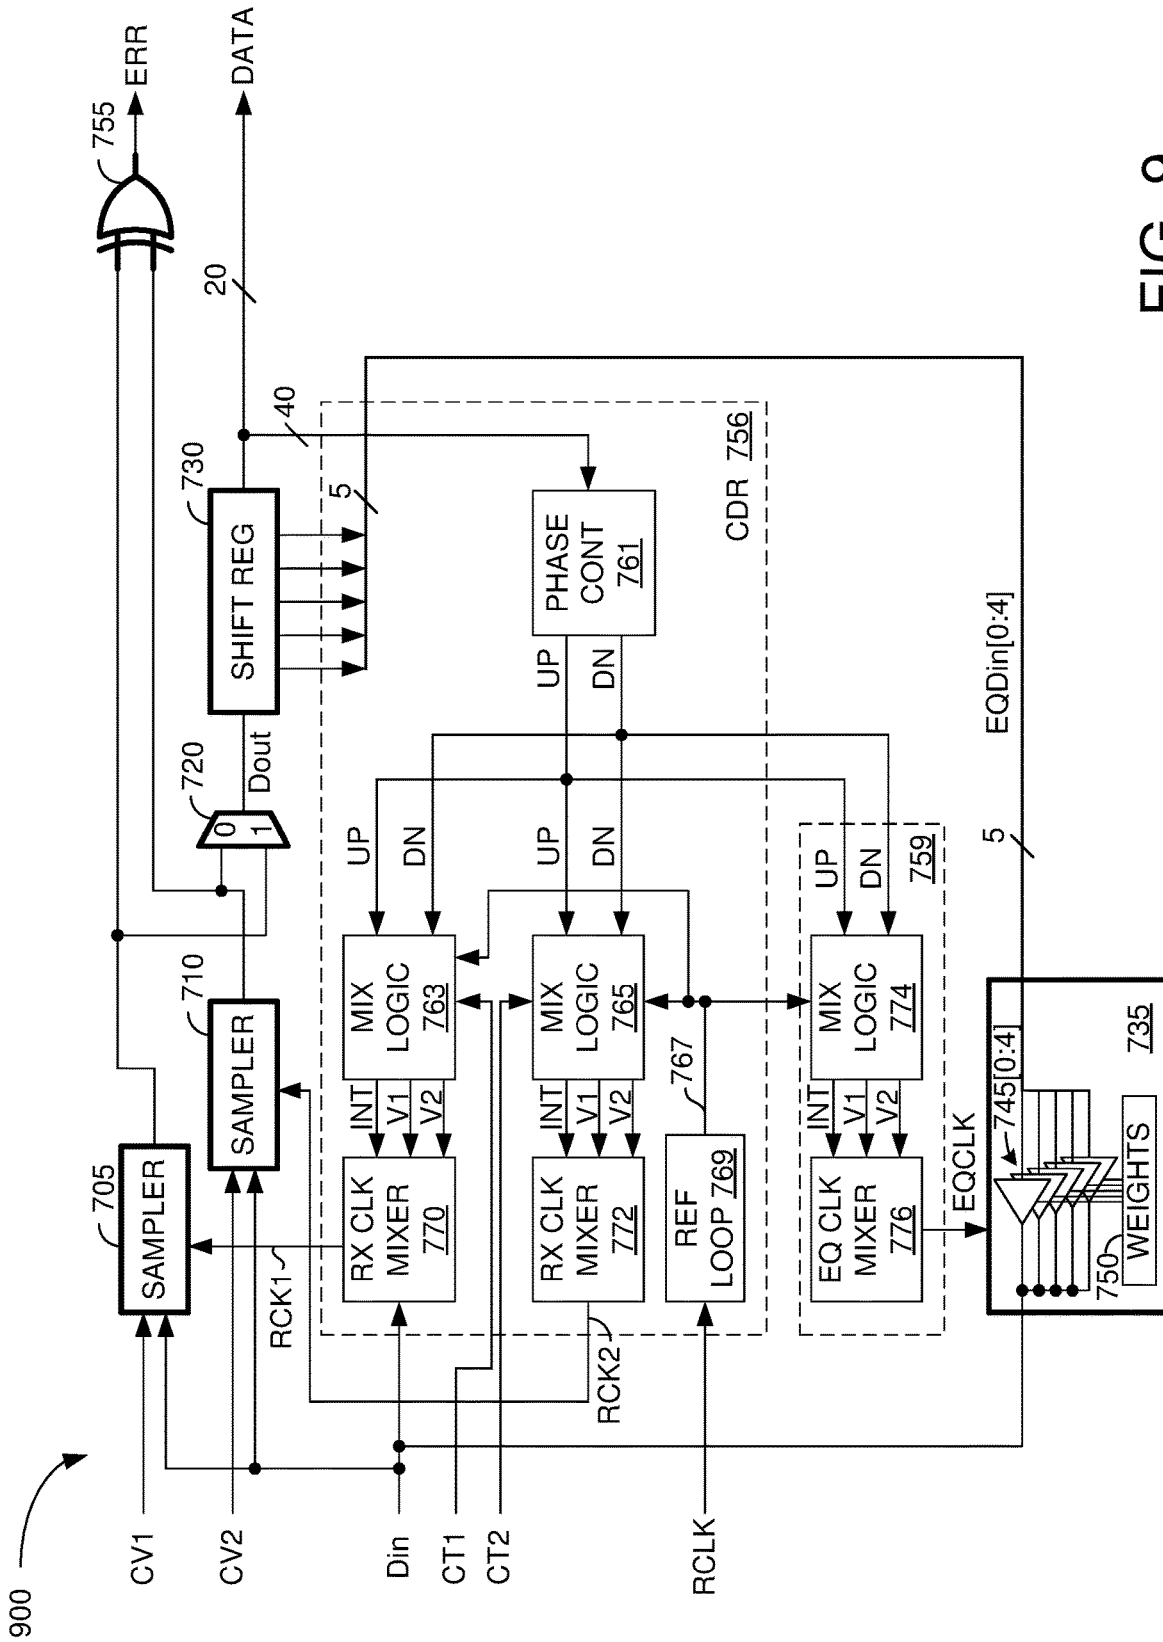 900
CV1
CV2
Din
CT1
CT2
RCLK
705
SAMPLER
710
SAMPLER
RCK1
RCK2
720
0
1
Dout
730
SHIFT REG
755
ERR
DATA
20
40
5
RX CLK
MIXER
770
INT
V1
V2
MIX
LOGIC
763
UP
DN
RX CLK
MIXER
772
INT
V1
V2
MIX
LOGIC
765
UP
DN
UP
DN
PHASE
CONT
761
CDR 756
REF
LOOP 769
767
EQ CLK
MIXER
776
INT
V1
V2
MIX
LOGIC
774
UP
DN
759
EQCLK
5
EQDin[0:4]
745[0:4]
750
WEIGHTS
735
FIG.